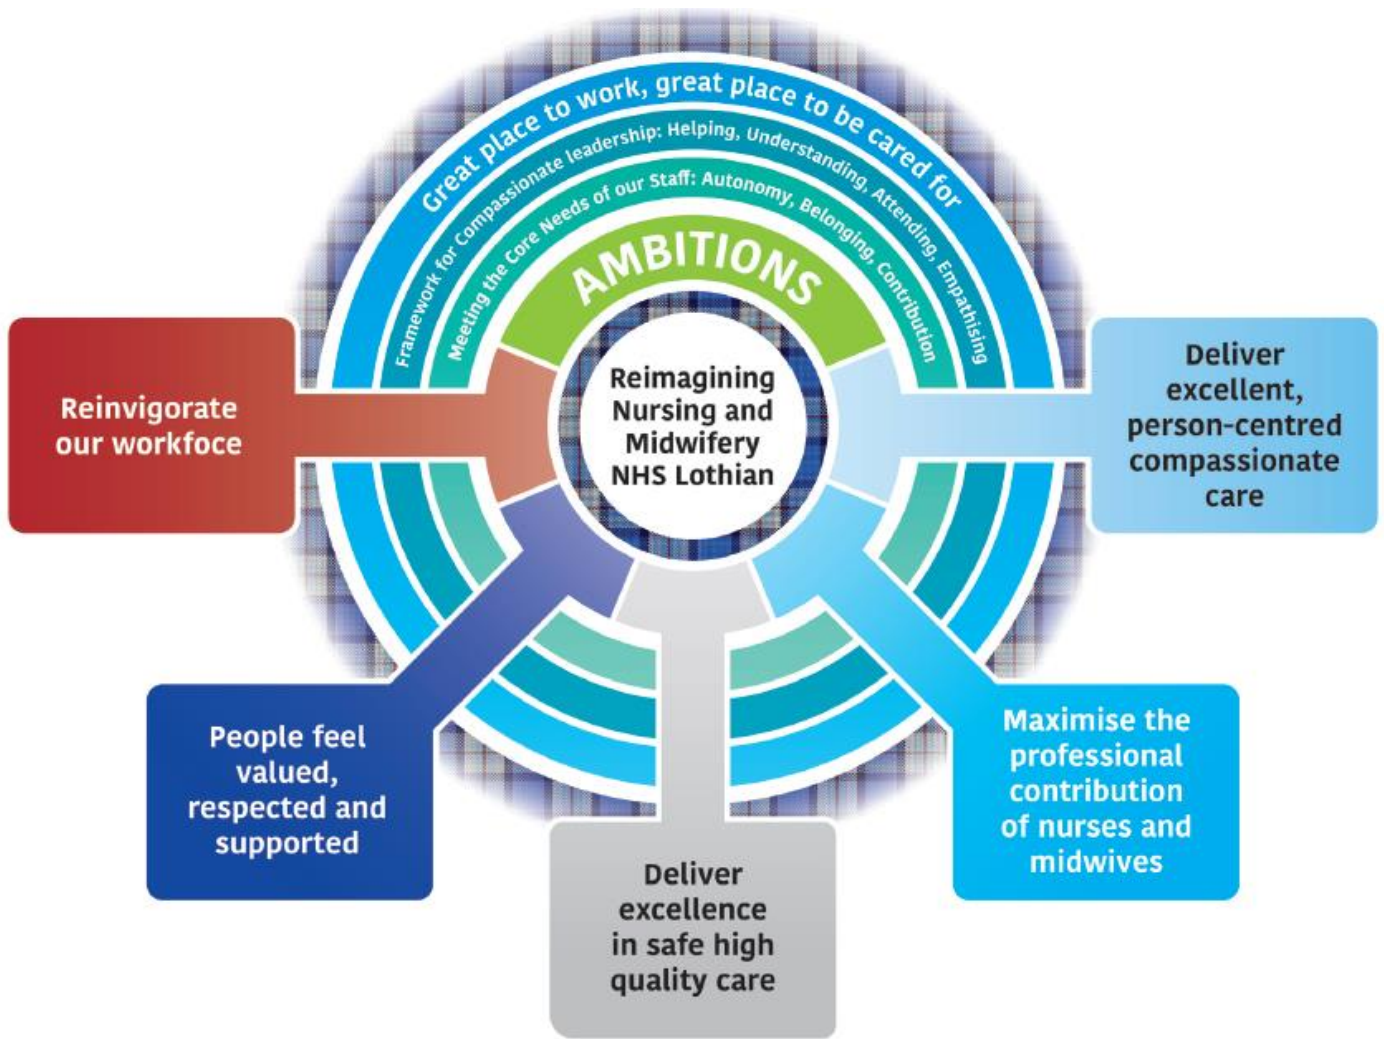 Great place to work, great place to be cared for
Framework for Compassionate leadership: Helping, Understanding, Attending, Empathising
Meeting the Core Needs of our Staff: Autonomy, Belonging, Contribution
AMBITIONS
Reimagining
Nursing and
Midwifery
NHS Lothian
Reinvigorate
our workfoce
People feel
valued,
respected and
supported
Deliver
excellence
in safe high
quality care
Maximise the
professional
contribution
of nurses and
midwives
Deliver
excellent,
person-centred
compassionate
care